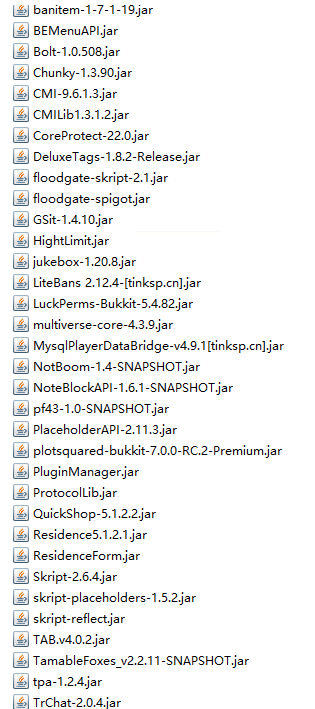 banitem-1-7-1-19.jar
BEMenuAPI.jar
Bolt-1.0.508.jar
Chunky-1.3.90.jar
CMI-9.6.1.3.jar
CMILib1.3.1.2.jar
CoreProtect-22.0.jar
DeluxeTags-1.8.2-Release.jar
floodgate-skript-2.1.jar
floodgate-spigot.jar
GSit-1.4.10.jar
HightLimit.jar
jukebox-1.20.8.jar
LiteBans 2.12.4-[tinksp.cn].jar
LuckPerms-Bukkit-5.4.82.jar
multiverse-core-4.3.9.jar
MysqlPlayerDataBridge-v4.9.1[tinksp.cn].jar
NotBoom-1.4-SNAPSHOT.jar
NoteBlockAPI-1.6.1-SNAPSHOT.jar
pf43-1.0-SNAPSHOT.jar
PlaceholderAPI-2.11.3.jar
plotsquared-bukkit-7.0.0-RC.2-Premium.jar
PluginManager.jar
ProtocolLib.jar
QuickShop-5.1.2.2.jar
Residence5.1.2.1.jar
ResidenceForm.jar
Skript-2.6.4.jar
skript-placeholders-1.5.2.jar
skript-reflect.jar
TAB.v4.0.2.jar
TamableFoxes_v2.2.11-SNAPSHOT.jar
tpa-1.2.4.jar
TrChat-2.0.4.jar